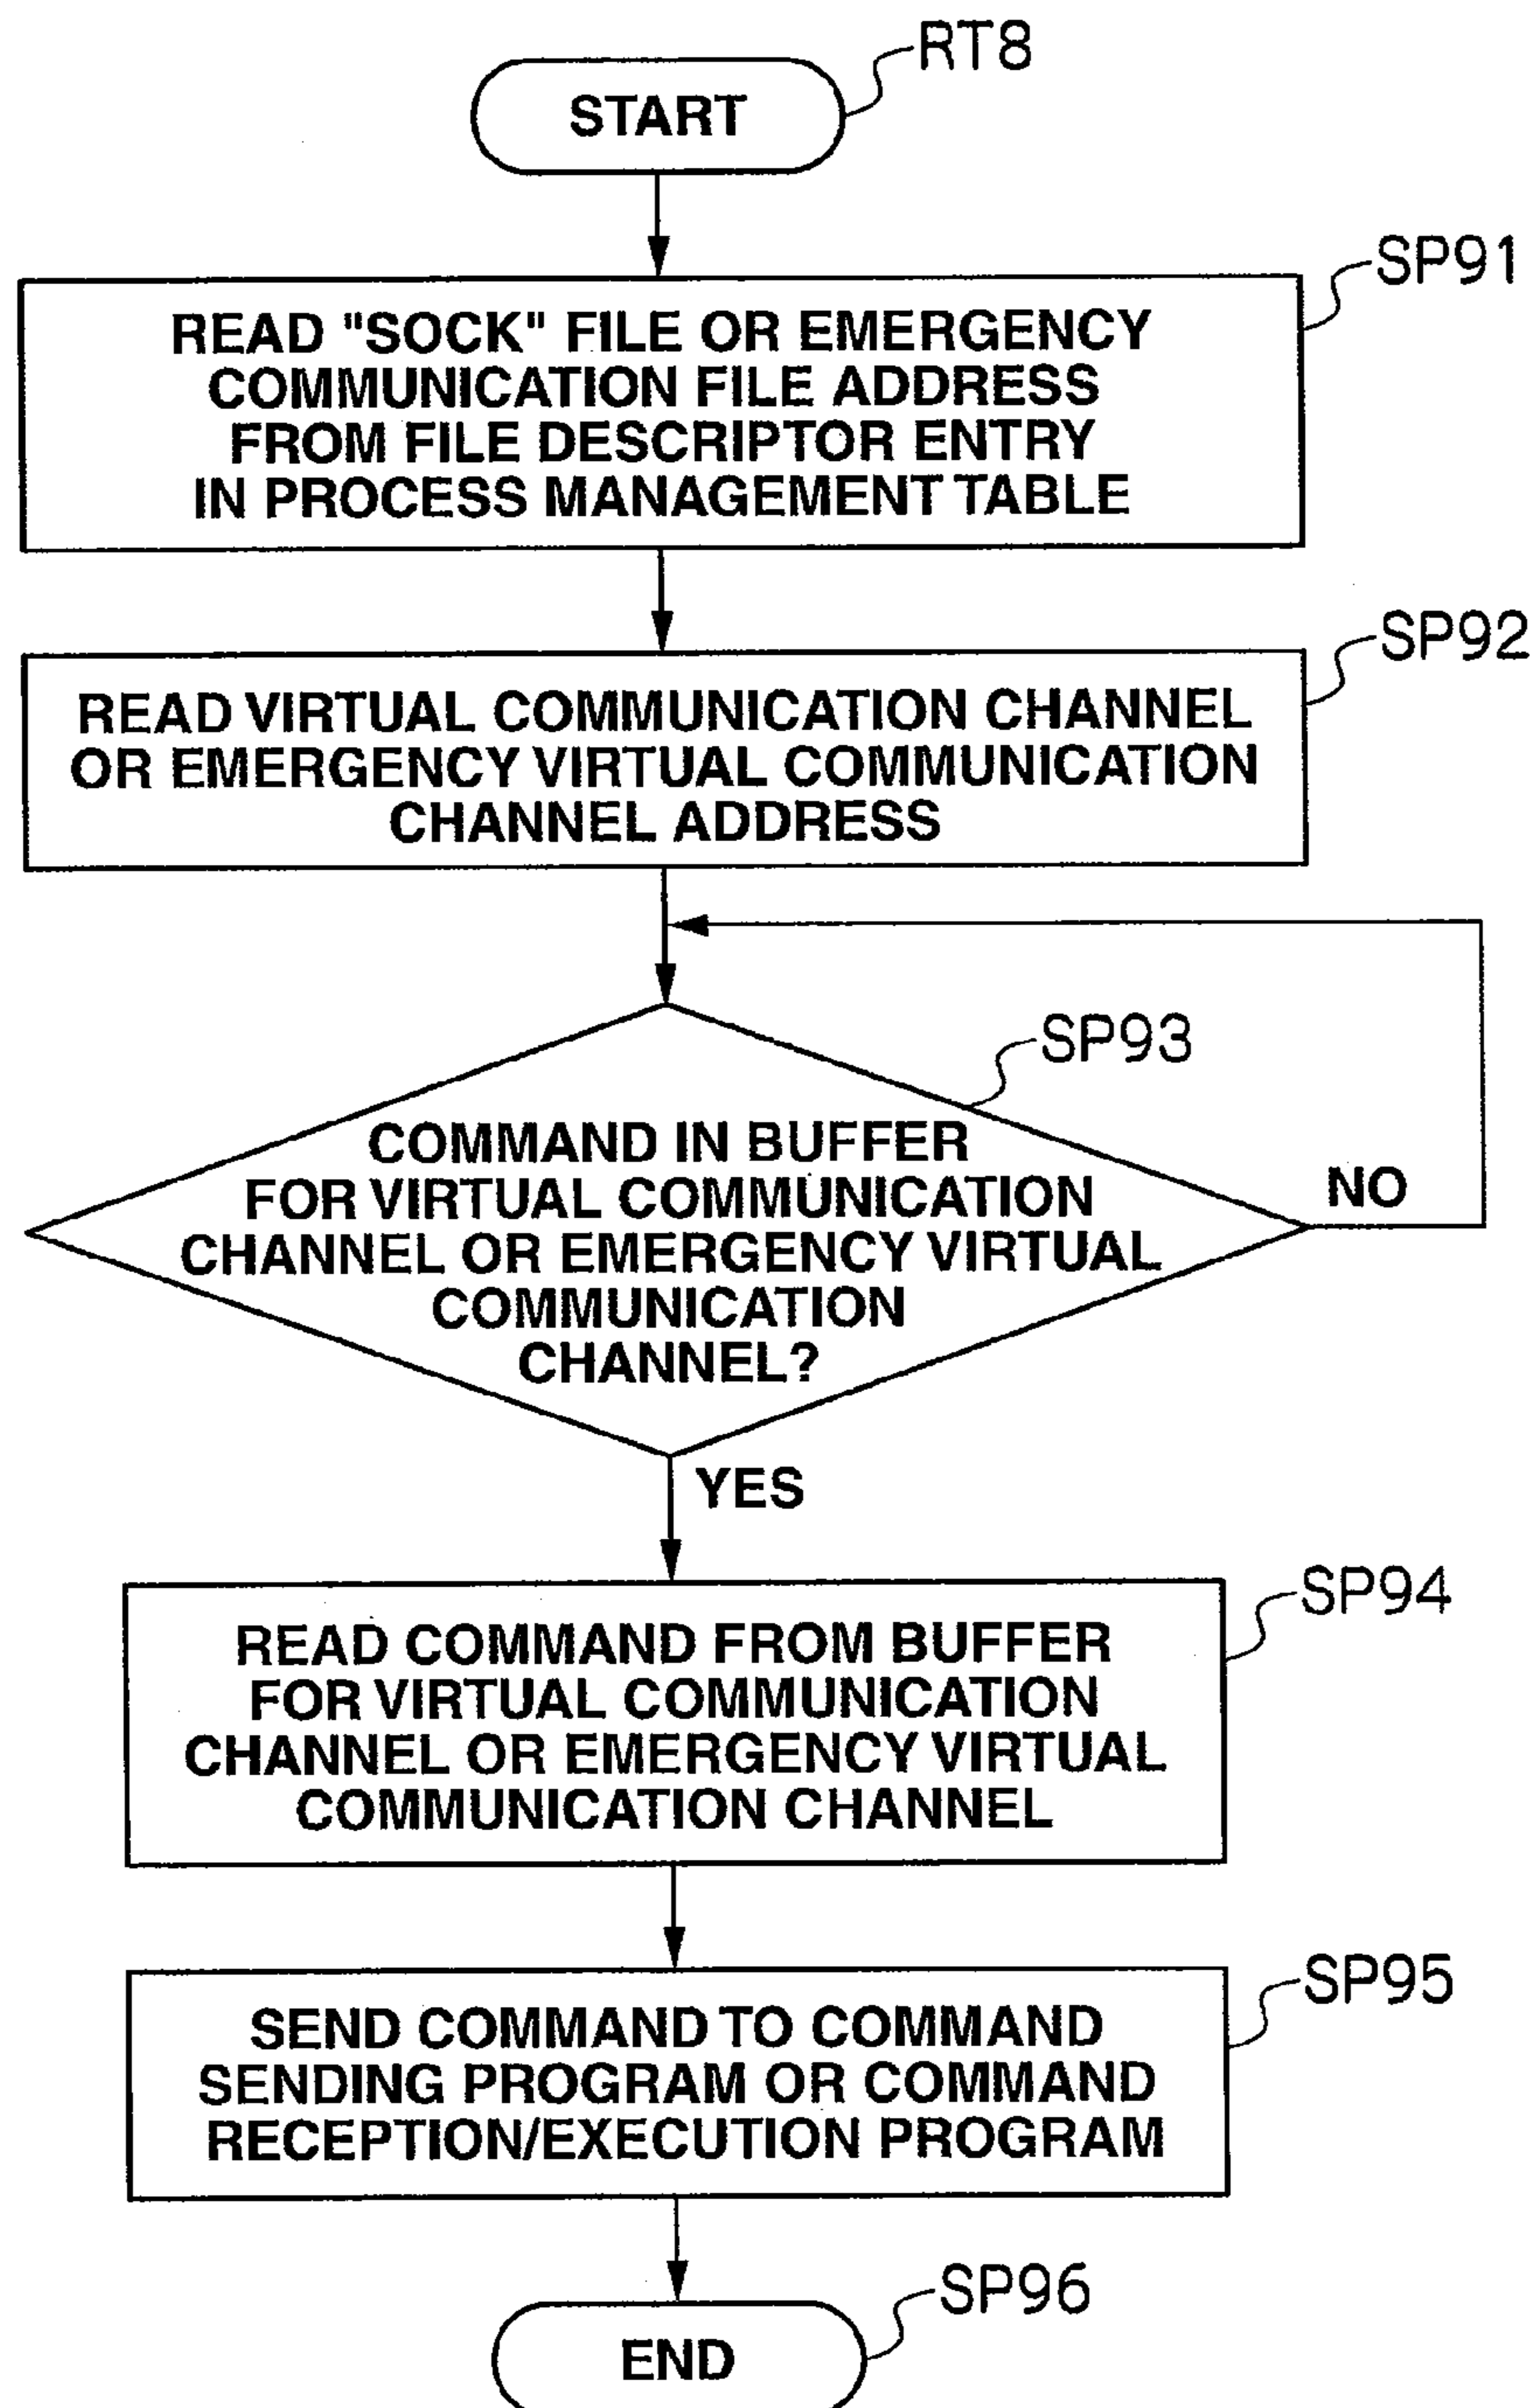 RT8
START
SP91
READ "SOCK" FILE OR EMERGENCY
COMMUNICATION FILE ADDRESS
FROM FILE DESCRIPTOR ENTRY
IN PROCESS MANAGEMENT TABLE
SP92
READ VIRTUAL COMMUNICATION CHANNEL
OR EMERGENCY VIRTUAL COMMUNICATION
CHANNEL ADDRESS
SP93
COMMAND IN BUFFER
FOR VIRTUAL COMMUNICATION
CHANNEL OR EMERGENCY VIRTUAL
COMMUNICATION
CHANNEL?
NO
YES
SP94
READ COMMAND FROM BUFFER
FOR VIRTUAL COMMUNICATION
CHANNEL OR EMERGENCY VIRTUAL
COMMUNICATION CHANNEL
SP95
SEND COMMAND TO COMMAND
SENDING PROGRAM OR COMMAND
RECEPTION/EXECUTION PROGRAM
SP96
END